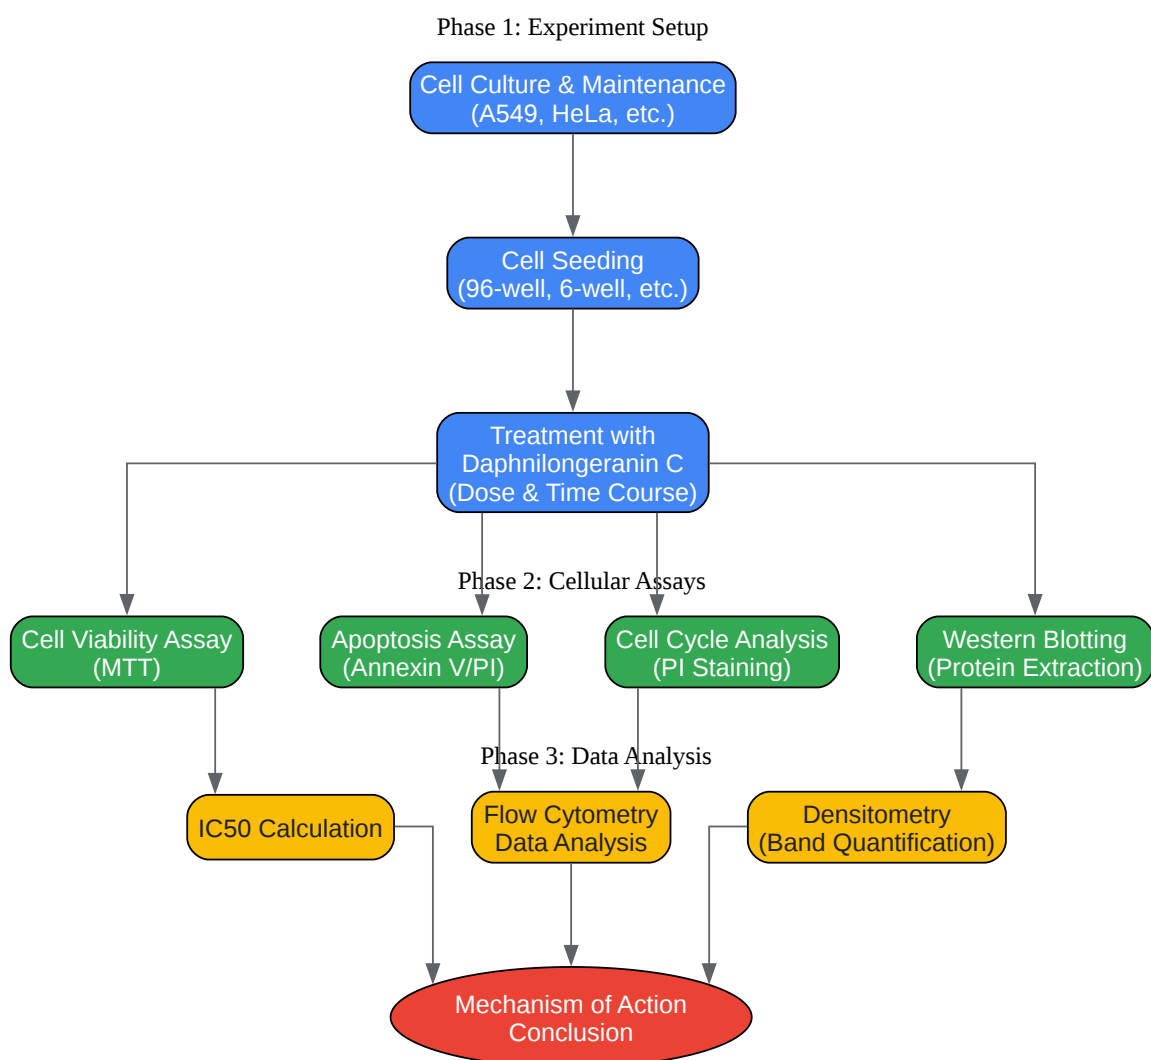 Phase 1: Experiment Setup
Cell Culture & Maintenance
(A549, HeLa, etc.)
Cell Seeding
(96-well, 6-well, etc.)
Treatment with
Daphnilongeranin C
(Dose & Time Course)
Phase 2: Cellular Assays
Cell Viability Assay
(MTT)
Apoptosis Assay
(Annexin V/PI)
Cell Cycle Analysis
(PI Staining)
Western Blotting
(Protein Extraction)
Phase 3: Data Analysis
IC50 Calculation
Flow Cytometry
Data Analysis
Densitometry
(Band Quantification)
Mechanism of Action
Conclusion